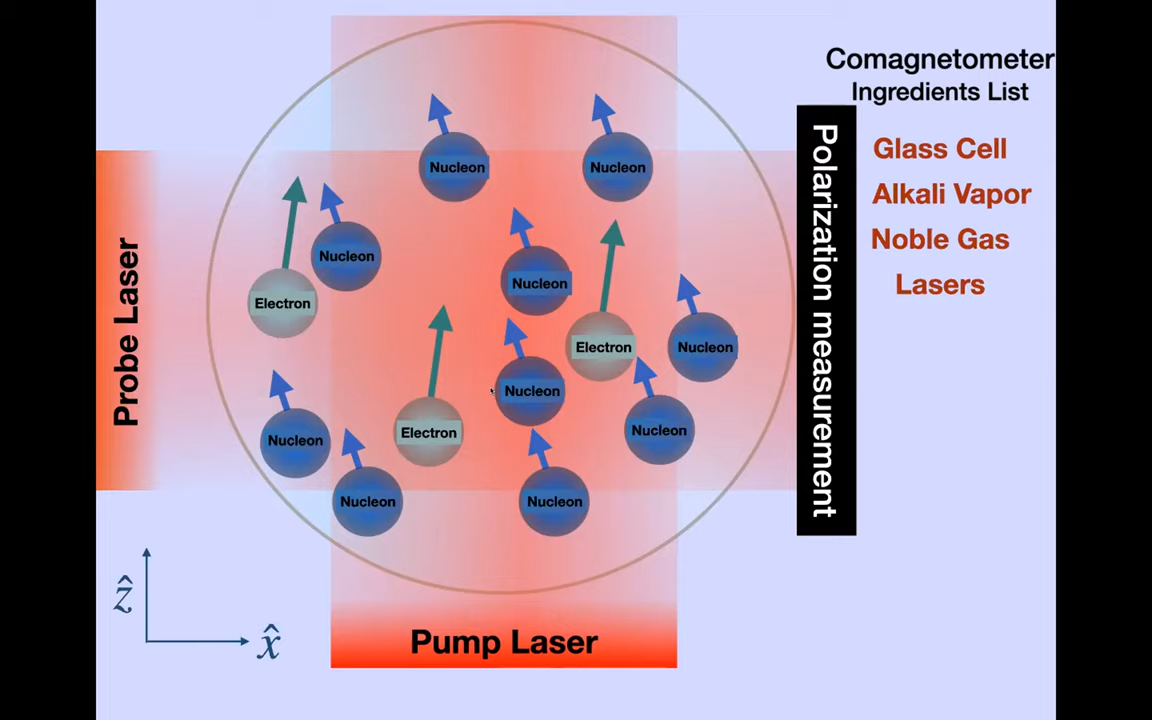 Comagnetometer
Ingredients List
Glass Cell
Alkali Vapor
Noble Gas
Lasers
Polarization measurement
Probe Laser
Nucleon
Nucleon
Nucleon
Nucleon
Electron
Electron
Nucleon
Nucleon
Electron
Nucleon
Nucleon
Nucleon
Nucleon
ẑ
x̂
Pump Laser